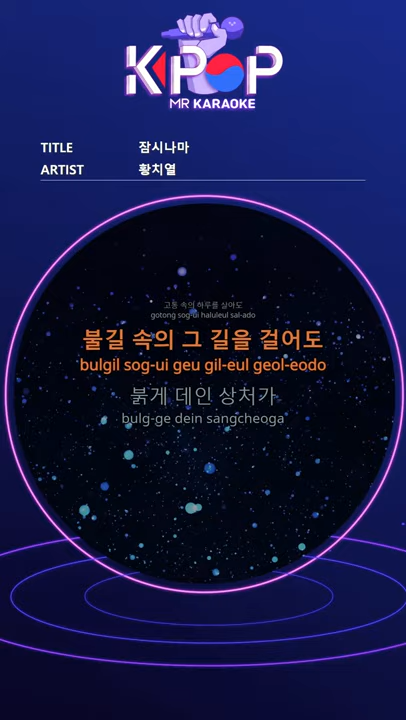 KPOP
MR KARAOKE
TITLE 잠시나마
ARTIST 황치열
고통 속의 하루를 살아도
gotong sog-ui haluleul sal-ado
불길 속의 그 길을 걸어도
bulgil sog-ui geu gil-eul geol-eodo
붉게 데인 상처가
bulg-ge dein sangcheoga